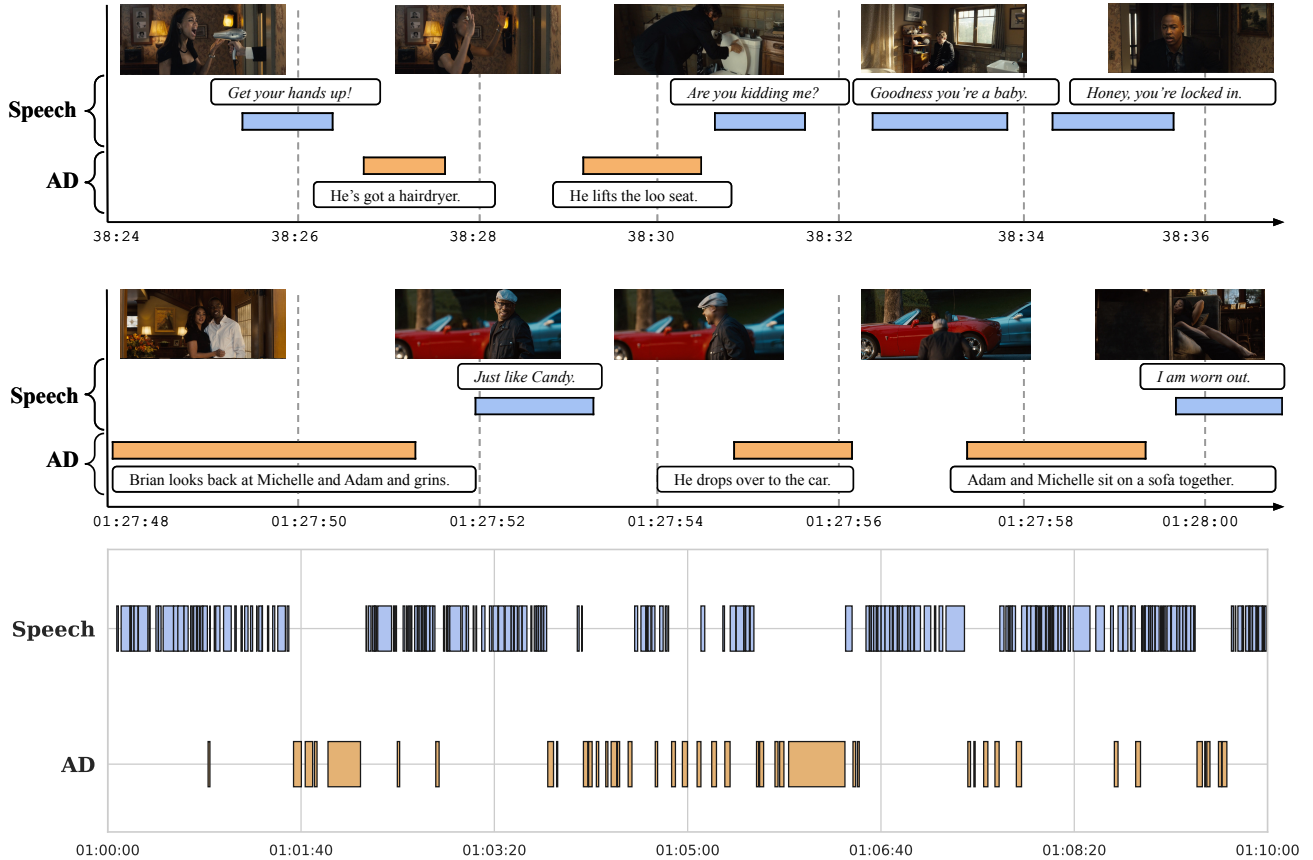 Speech
Get your hands up!
Are you kidding me?
Goodness you're a baby.
Honey, you're locked in.
AD
He's got a hairdryer.
He lifts the loo seat.
38:24
38:26
38:28
38:30
38:32
38:34
38:36
Speech
Just like Candy.
I am worn out.
AD
Brian looks back at Michelle and Adam and grins.
He drops over to the car.
Adam and Michelle sit on a sofa together.
01:27:48
01:27:50
01:27:52
01:27:54
01:27:56
01:27:58
01:28:00
Speech
AD
01:00:00
01:01:40
01:03:20
01:05:00
01:06:40
01:08:20
01:10:00